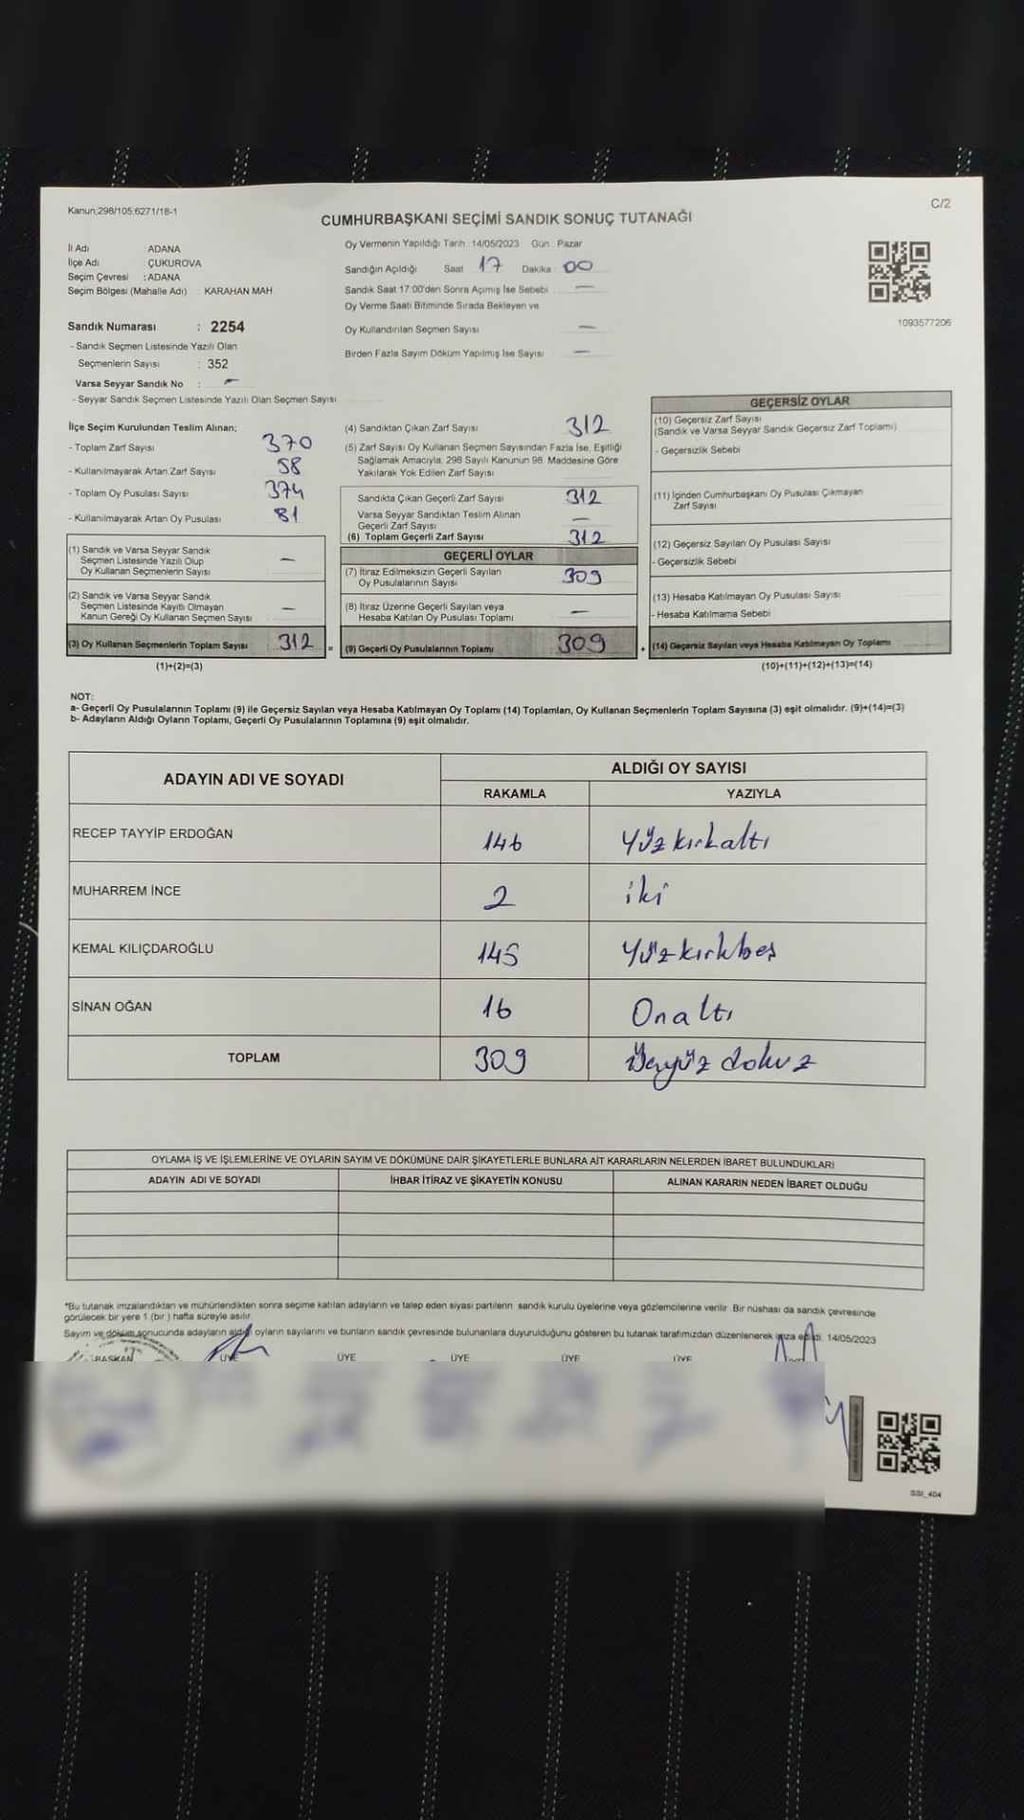 Kanun;298/105;6271/18-1
C/2
CUMHURBAŞKANI SEÇİMİ SANDIK SONUÇ TUTANAĞI
İl Adı ADANA
İlçe Adı ÇUKUROVA
Seçim Çevresi : ADANA
Seçim Bölgesi (Mahalle Adı) : KARAHAN MAH
Sandık Numarası : 2254
- Sandık Seçmen Listesinde Yazılı Olan
Seçmenlerin Sayısı : 352
Varsa Seyyar Sandık No : –
- Seyyar Sandık Seçmen Listesinde Yazılı Olan Seçmen Sayısı
Oy Vermenin Yapıldığı Tarih : 14/05/2023 Gün : Pazar
Sandığın Açıldığı Saat 17 Dakika : 00
Sandık Saat 17:00'den Sonra Açımış İse Sebebi –
Oy Verme Saati Bitiminde Sırada Bekleyen ve
Oy Kullandırılan Seçmen Sayısı –
Birden Fazla Sayım Döküm Yapılmış İse Sayısı –
1093577206
İlçe Seçim Kurulundan Teslim Alınan;
- Toplam Zarf Sayısı 370
- Kullanılmayarak Artan Zarf Sayısı 58
- Toplam Oy Pusulası Sayısı 374
- Kullanılmayarak Artan Oy Pusulası 81
(1) Sandık ve Varsa Seyyar Sandık
Seçmen Listesinde Yazılı Olup
Oy Kullanan Seçmenlerin Sayısı –
(2) Sandık ve Varsa Seyyar Sandık
Seçmen Listesinde Kayıtlı Olmayan
Kanun Gereği Oy Kullanan Seçmen Sayısı –
(3) Oy Kullanan Seçmenlerin Toplam Sayısı 312 =
(1)+(2)=(3)
(4) Sandıktan Çıkan Zarf Sayısı 312
(5) Zarf Sayısı Oy Kullanan Seçmen Sayısından Fazla İse, Eşitliği
Sağlamak Amacıyla, 298 Sayılı Kanunun 98. Maddesine Göre
Yakılarak Yok Edilen Zarf Sayısı
Sandıkta Çıkan Geçerli Zarf Sayısı 312
Varsa Seyyar Sandıktan Teslim Alınan
Geçerli Zarf Sayısı –
(6) Toplam Geçerli Zarf Sayısı 312
GEÇERLİ OYLAR
(7) İtiraz Edilmeksizin Geçerli Sayılan
Oy Pusulalarının Sayısı 309
(8) İtiraz Üzerine Geçerli Sayılan veya
Hesaba Katılan Oy Pusulası Toplamı –
(9) Geçerli Oy Pusulalarının Toplamı 309 +
GEÇERSİZ OYLAR
(10) Geçersiz Zarf Sayısı
(Sandık ve Varsa Seyyar Sandık Geçersiz Zarf Toplamı)
- Geçersizlik Sebebi
(11) İçinden Cumhurbaşkanı Oy Pusulası Çıkmayan
Zarf Sayısı
(12) Geçersiz Sayılan Oy Pusulası Sayısı
- Geçersizlik Sebebi
(13) Hesaba Katılmayan Oy Pusulası Sayısı
- Hesaba Katılmama Sebebi
(14) Geçersiz Sayılan veya Hesaba Katılmayan Oy Toplamı
(10)+(11)+(12)+(13)=(14)
NOT:
a- Geçerli Oy Pusulalarının Toplamı (9) ile Geçersiz Sayılan veya Hesaba Katılmayan Oy Toplamı (14) Toplamları, Oy Kullanan Seçmenlerin Toplam Sayısına (3) eşit olmalıdır. (9)+(14)=(3)
b- Adayların Aldığı Oyların Toplamı, Geçerli Oy Pusulalarının Toplamına (9) eşit olmalıdır.
ADAYIN ADI VE SOYADI ALDIĞI OY SAYISI
RAKAMLA YAZIYLA
RECEP TAYYİP ERDOĞAN 146 Yüzkırkaltı
MUHARREM İNCE 2 iki
KEMAL KILIÇDAROĞLU 145 Yüzkırkbeş
SİNAN OĞAN 16 Onaltı
TOPLAM 309 Üçyüz dokuz
OYLAMA İŞ VE İŞLEMLERİNE VE OYLARIN SAYIM VE DÖKÜMÜNE DAİR ŞİKAYETLERLE BUNLARA AİT KARARLARIN NELERDEN İBARET BULUNDUKLARI
ADAYIN ADI VE SOYADI İHBAR İTİRAZ VE ŞİKAYETİN KONUSU ALINAN KARARIN NEDEN İBARET OLDUĞU
*Bu tutanak imzalandıktan ve mühürlendikten sonra seçime katılan adayların ve talep eden siyasi partilerin sandık kurulu üyelerine veya gözlemcilerine verilir. Bir nüshası da sandık çevresinde
görülecek bir yere 1 (bir ) hafta süreyle asılır.
Sayım ve döküm sonucunda adayların aldığı oyların sayılarını ve bunların sandık çevresinde bulunanlara duyurulduğunu gösteren bu tutanak tarafımızdan düzenlenerek imza edildi. 14/05/2023
BAŞKAN ÜYE ÜYE ÜYE ÜYE ÜYE